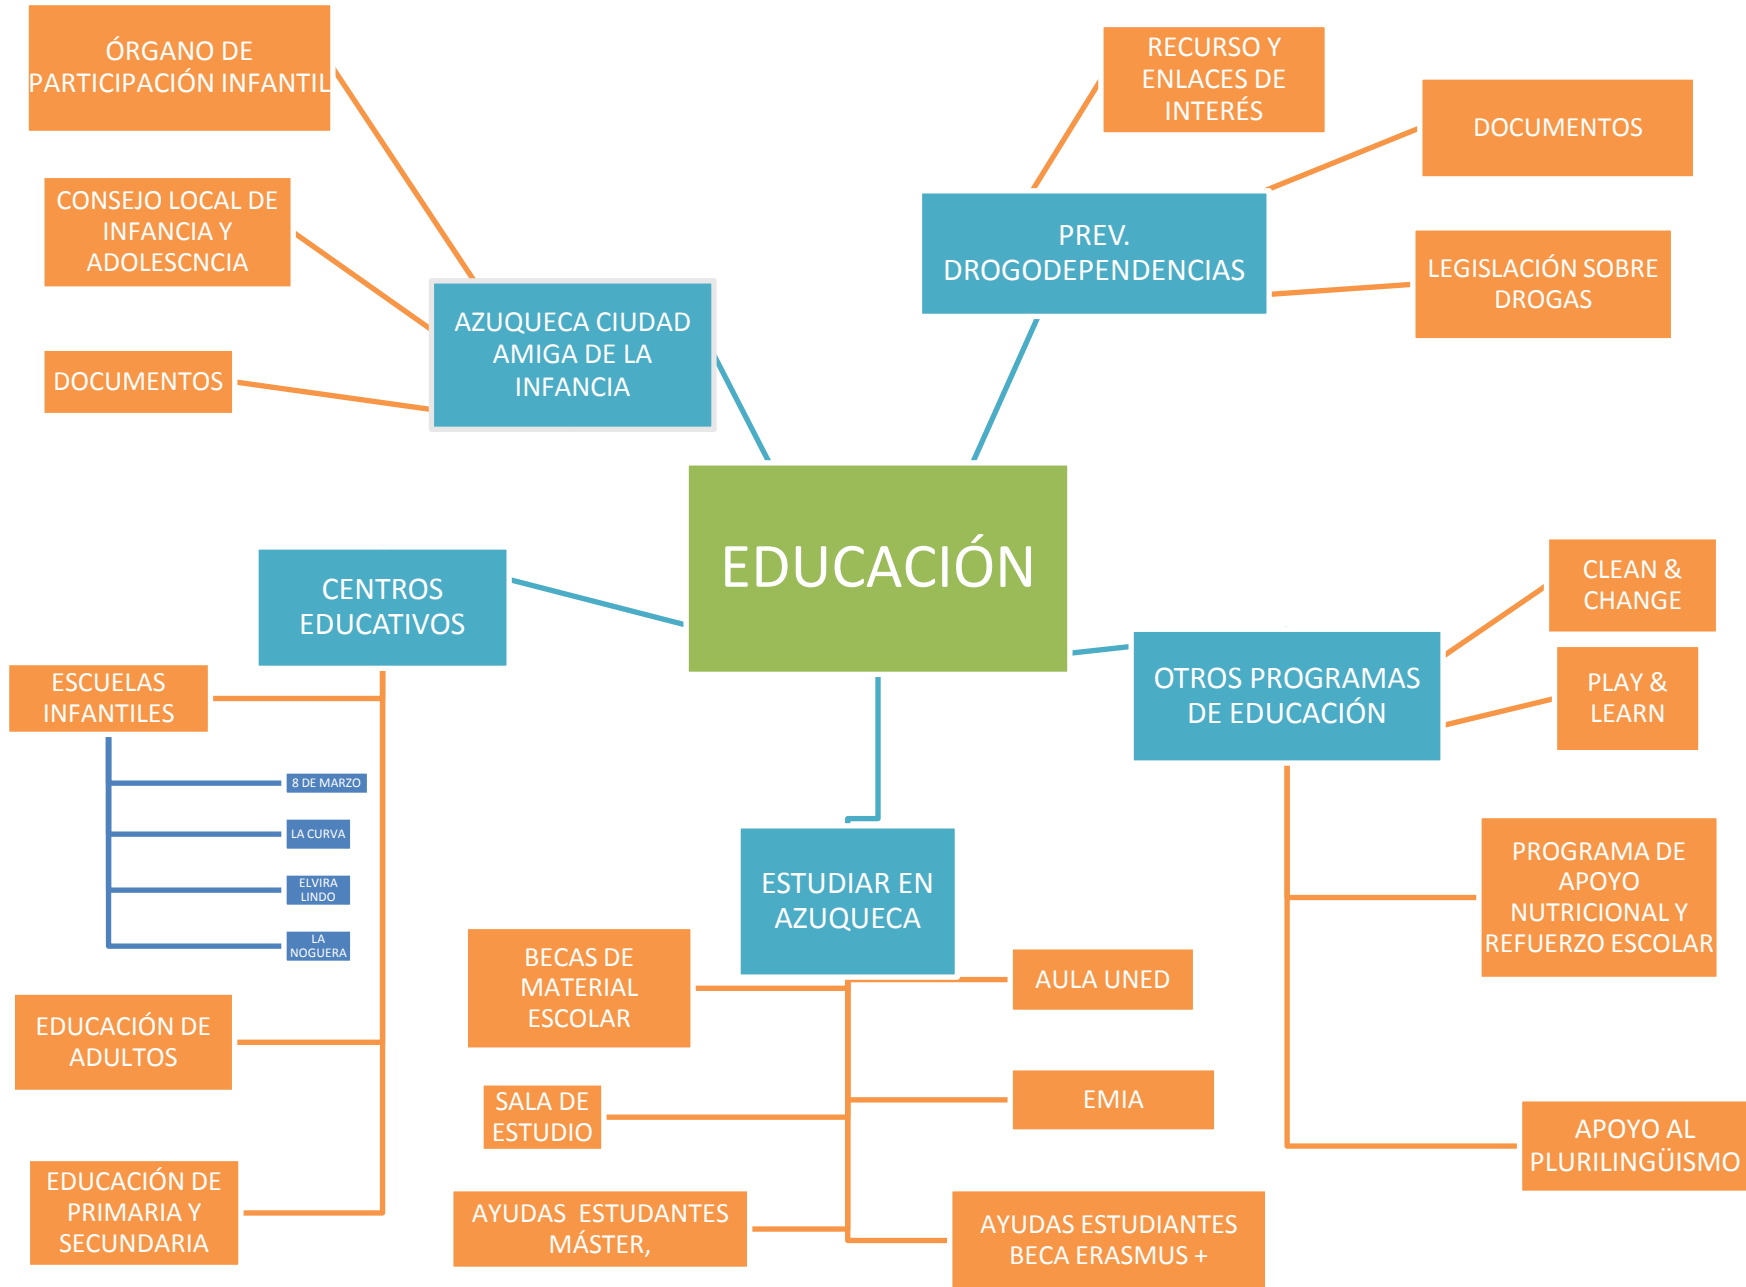 ÓRGANO DE
PARTICIPACIÓN INFANTIL
CONSEJO LOCAL DE
INFANCIA Y
ADOLESCNCIA
DOCUMENTOS
AZUQUECA CIUDAD
AMIGA DE LA
INFANCIA
RECURSO Y
ENLACES DE
INTERÉS
DOCUMENTOS
LEGISLACIÓN SOBRE
DROGAS
PREV.
DROGODEPENDENCIAS
EDUCACIÓN
CENTROS
EDUCATIVOS
ESCUELAS
INFANTILES
8 DE MARZO
LA CURVA
ELVIRA
LINDO
LA
NOGUERA
EDUCACIÓN DE
ADULTOS
EDUCACIÓN DE
PRIMARIA Y
SECUNDARIA
ESTUDIAR EN
AZUQUECA
BECAS DE
MATERIAL
ESCOLAR
SALA DE
ESTUDIO
AYUDAS  ESTUDANTES
MÁSTER,
AULA UNED
EMIA
AYUDAS ESTUDIANTES
BECA ERASMUS +
OTROS PROGRAMAS
DE EDUCACIÓN
CLEAN &
CHANGE
PLAY &
LEARN
PROGRAMA DE
APOYO
NUTRICIONAL Y
REFUERZO ESCOLAR
APOYO AL
PLURILINGÜISMO